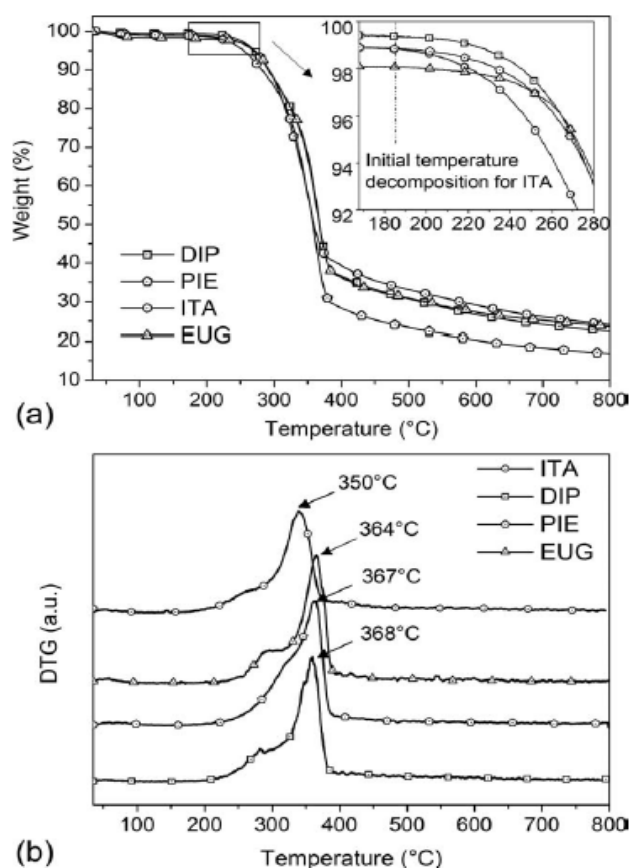 (a)
Weight (%)
100
90
80
70
60
50
40
30
20
10
DIP
PIE
ITA
EUG
100
98
96
94
92
Initial temperature
decomposition for ITA
180 200 220 240 260 280
100 200 300 400 500 600 700 800
Temperature (°C)
(b)
DTG (a.u.)
350°C
364°C
367°C
368°C
ITA
DIP
PIE
EUG
100 200 300 400 500 600 700 800
Temperature (°C)